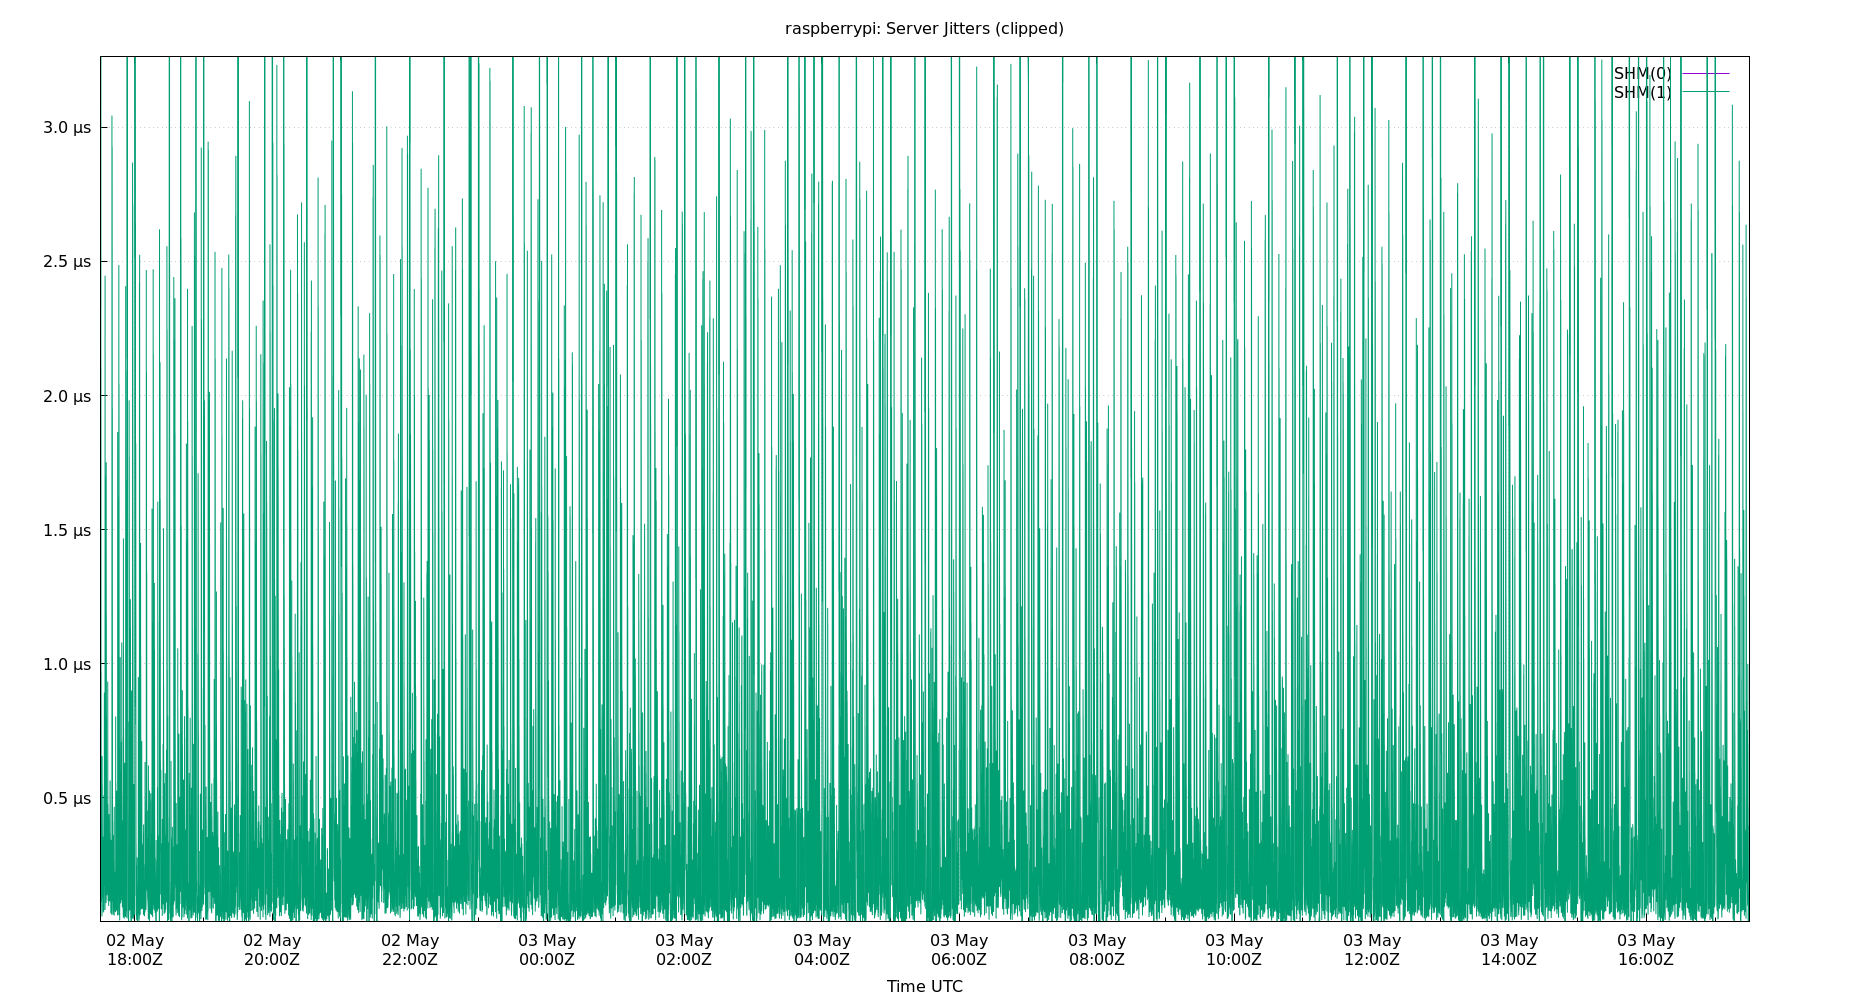 raspberrypi: Server Jitters (clipped)
SHM(0)
SHM(1)
3.0 µs
2.5 µs
2.0 µs
1.5 µs
1.0 µs
0.5 µs
02 May 02 May 02 May 03 May 03 May 03 May 03 May 03 May 03 May 03 May 03 May 03 May
18:00Z 20:00Z 22:00Z 00:00Z 02:00Z 04:00Z 06:00Z 08:00Z 10:00Z 12:00Z 14:00Z 16:00Z
Time UTC